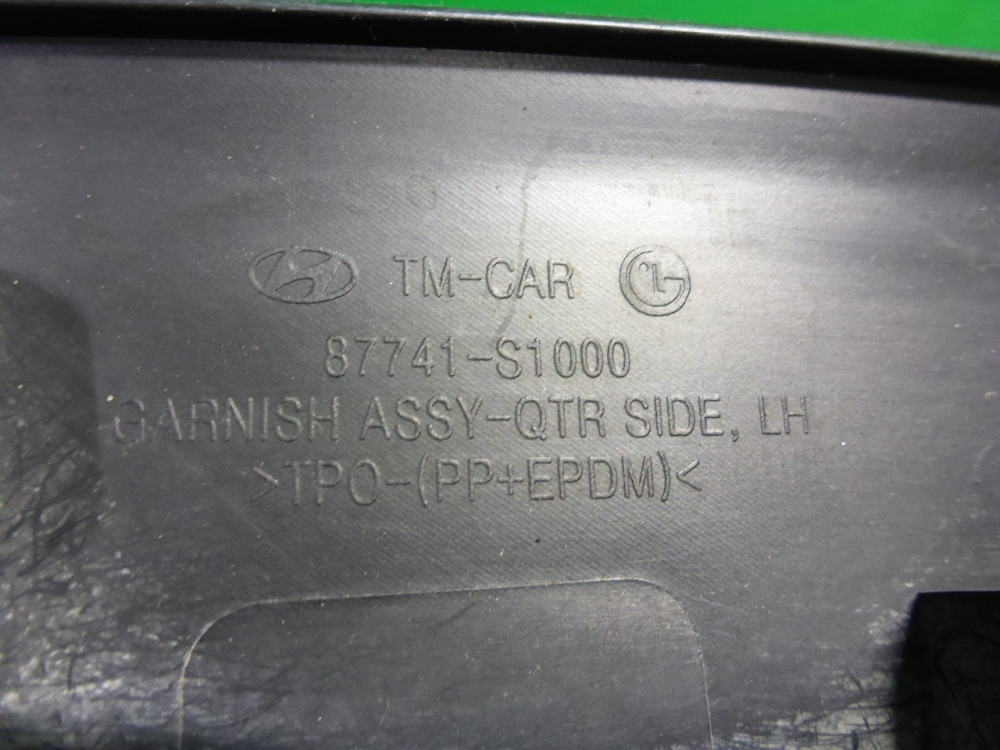 TM-CAR
87741-S1000
GARNISH ASSY-QTR SIDE, LH
>TPO-(PP+EPDM)<